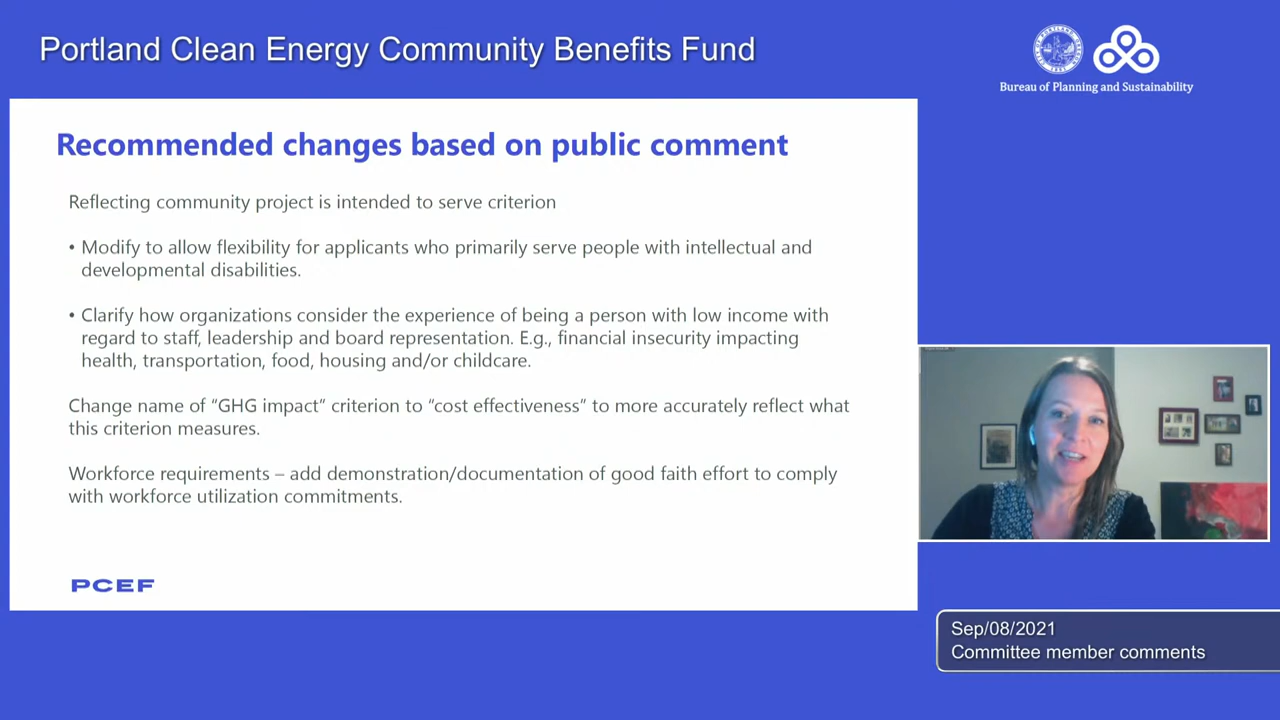 Portland Clean Energy Community Benefits Fund
Bureau of Planning and Sustainability
Recommended changes based on public comment
Reflecting community project is intended to serve criterion
• Modify to allow flexibility for applicants who primarily serve people with intellectual and
developmental disabilities.
• Clarify how organizations consider the experience of being a person with low income with
regard to staff, leadership and board representation. E.g., financial insecurity impacting
health, transportation, food, housing and/or childcare.
Change name of “GHG impact” criterion to “cost effectiveness” to more accurately reflect what
this criterion measures.
Workforce requirements – add demonstration/documentation of good faith effort to comply
with workforce utilization commitments.
PCEF
Sep/08/2021
Committee member comments